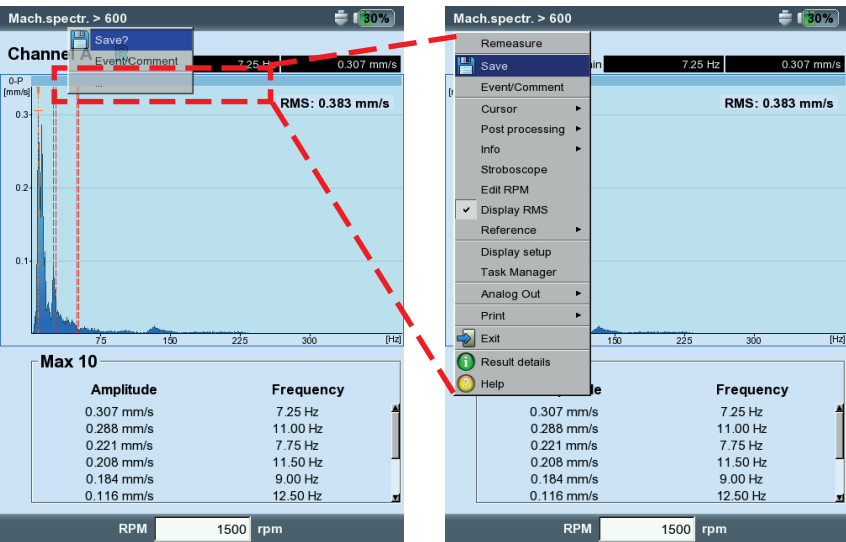 Mach.spectr. > 600
30%
Save?
Event/Comment
...
Channel A
7.25 Hz
0.307 mm/s
0-P
[mm/s]
RMS: 0.383 mm/s
0.3
0.2
0.1
75 150 225 300 [Hz]
Max 10
Amplitude Frequency
0.307 mm/s 7.25 Hz
0.288 mm/s 11.00 Hz
0.221 mm/s 7.75 Hz
0.208 mm/s 11.50 Hz
0.184 mm/s 9.00 Hz
0.116 mm/s 12.50 Hz
RPM 1500 rpm
Mach.spectr. > 600
30%
7.25 Hz
0.307 mm/s
RMS: 0.383 mm/s
Remeasure
Save
Event/Comment
Cursor
Post processing
Info
Stroboscope
Edit RPM
Display RMS
Reference
Display setup
Task Manager
Analog Out
Print
Exit
Result details
Help
150 225 300 [Hz]
Frequency
0.307 mm/s 7.25 Hz
0.288 mm/s 11.00 Hz
0.221 mm/s 7.75 Hz
0.208 mm/s 11.50 Hz
0.184 mm/s 9.00 Hz
0.116 mm/s 12.50 Hz
RPM 1500 rpm